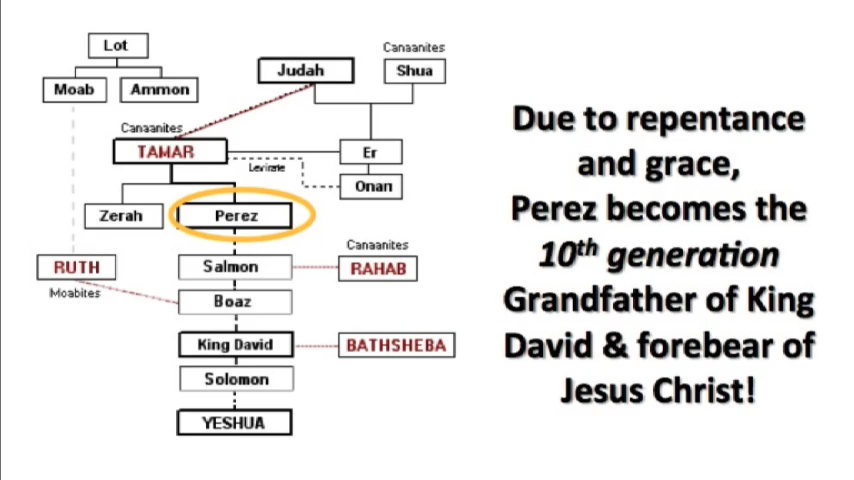 Lot
Canaanites
Judah
Shua
Moab
Ammon
Canaanites
TAMAR
Er
Levirate
Onan
Zerah
Perez
Canaanites
RUTH
Salmon
RAHAB
Moabites
Boaz
King David
BATHSHEBA
Solomon
YESHUA
Due to repentance
and grace,
Perez becomes the
10th generation
Grandfather of King
David & forebear of
Jesus Christ!